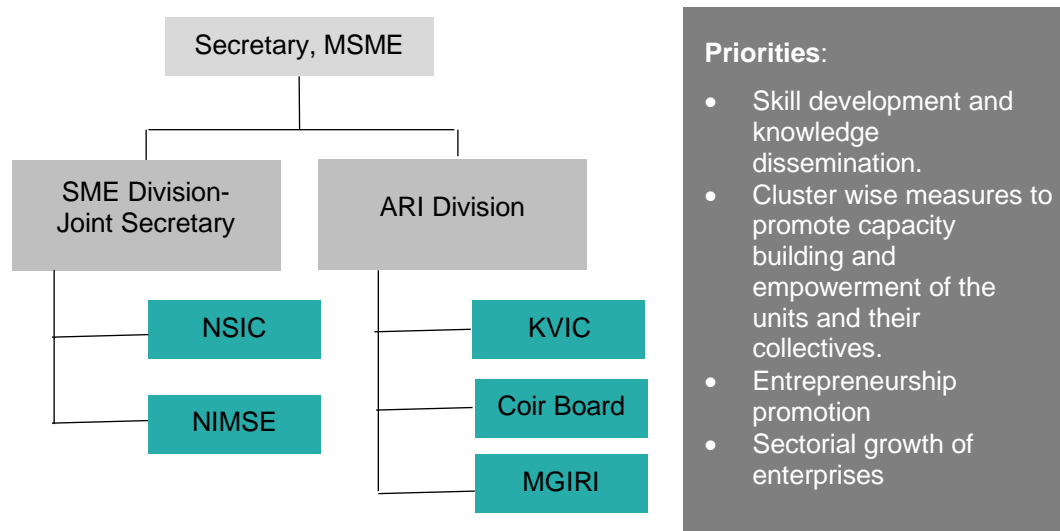 Secretary, MSME
SME Division-
Joint Secretary
ARI Division
NSIC
NIMSE
KVIC
Coir Board
MGIRI
Priorities:
• Skill development and
knowledge
dissemination.
• Cluster wise measures to
promote capacity
building and
empowerment of the
units and their
collectives.
• Entrepreneurship
promotion
• Sectorial growth of
enterprises